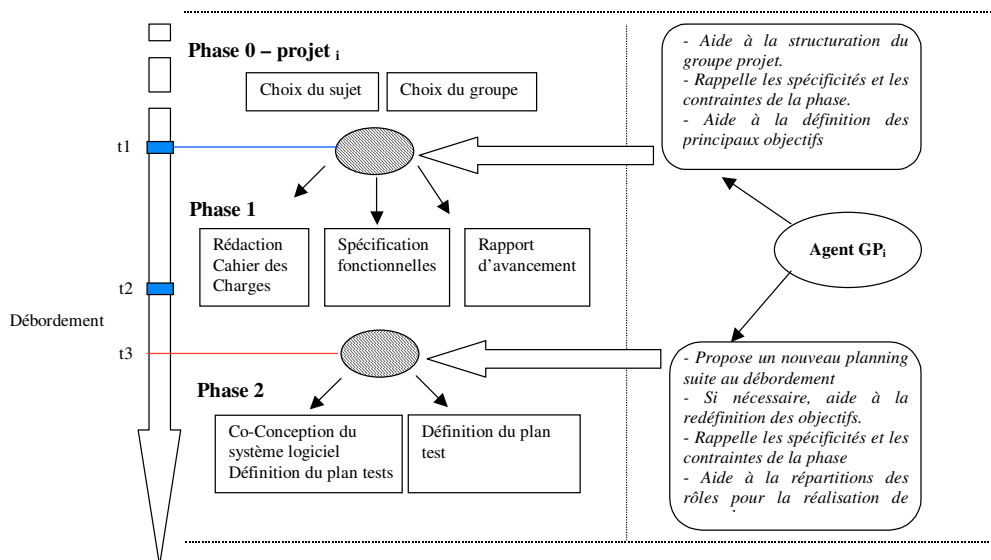 Phase 0 – projet i
Choix du sujet
Choix du groupe
t1
Phase 1
Rédaction
Cahier des
Charges
Spécification
fonctionnelles
Rapport
d'avancement
t2
Débordement
t3
Phase 2
Co-Conception du
système logiciel
Définition du plan tests
Définition du plan
test
- Aide à la structuration du
groupe projet.
- Rappelle les spécificités et les
contraintes de la phase.
- Aide à la définition des
principaux objectifs
Agent GPi
- Propose un nouveau planning
suite au débordement
- Si nécessaire, aide à la
redéfinition des objectifs.
- Rappelle les spécificités et les
contraintes de la phase
- Aide à la répartitions des
rôles pour la réalisation de